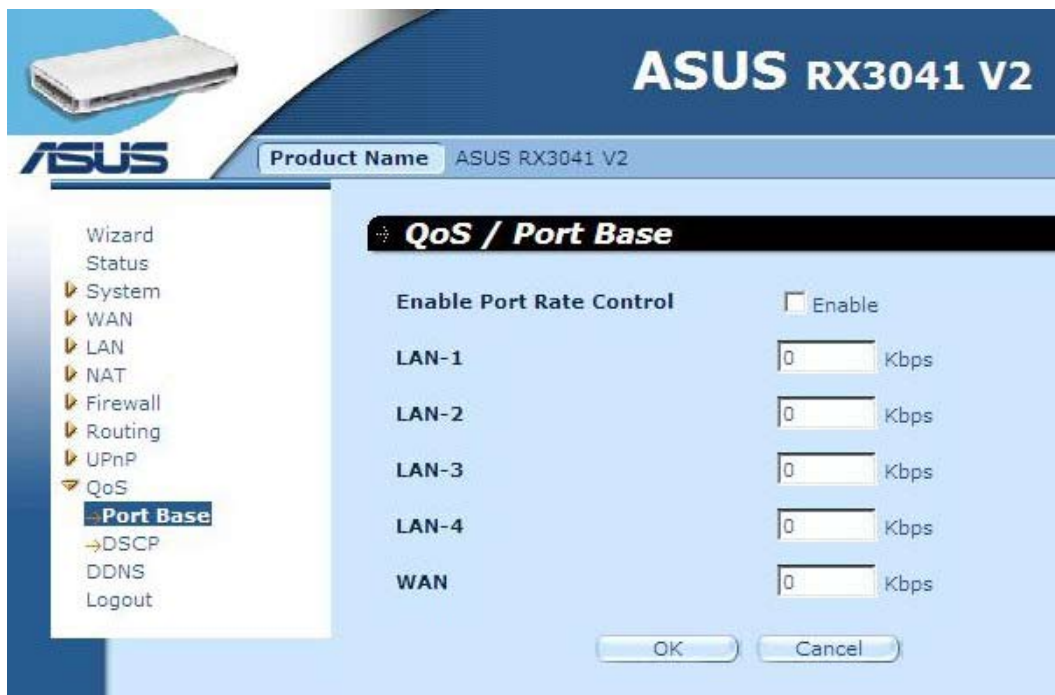 ASUS RX3041 V2
ASUS
Product Name ASUS RX3041 V2
Wizard
Status
System
WAN
LAN
NAT
Firewall
Routing
UPnP
QoS
→Port Base
→DSCP
DDNS
Logout
QoS / Port Base
Enable Port Rate Control Enable
LAN-1 0 Kbps
LAN-2 0 Kbps
LAN-3 0 Kbps
LAN-4 0 Kbps
WAN 0 Kbps
OK Cancel